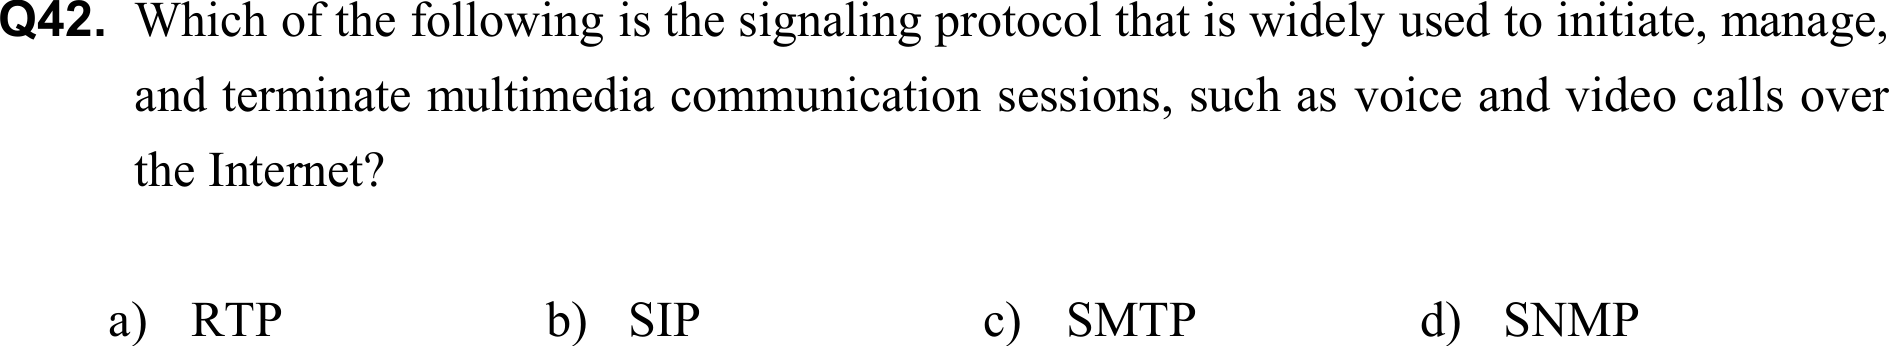 Q42. Which of the following is the signaling protocol that is widely used to initiate, manage,
and terminate multimedia communication sessions, such as voice and video calls over
the Internet?
a) RTP b) SIP c) SMTP d) SNMP